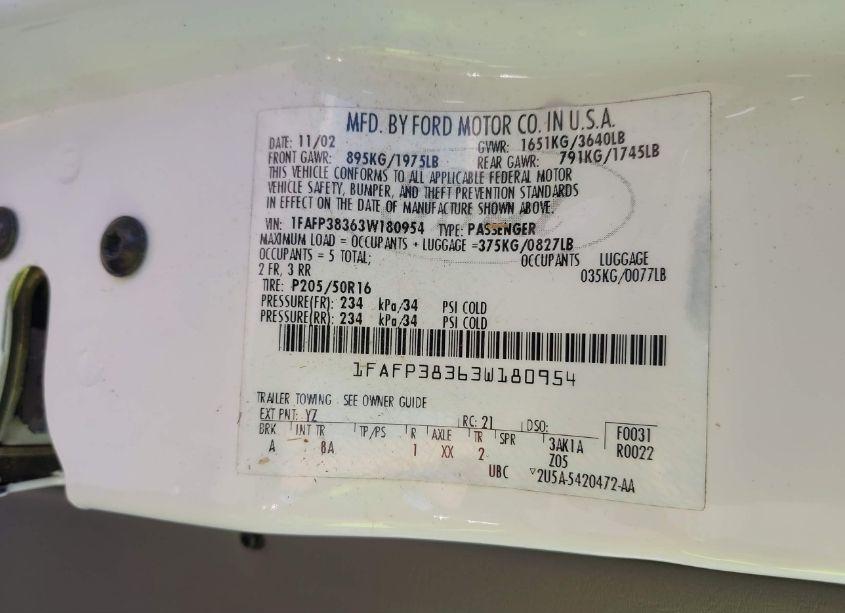 MFD. BY FORD MOTOR CO. IN U.S.A.
DATE: 11/02 GVWR: 1651KG/3640LB
FRONT GAWR: 895KG/1975LB REAR GAWR: 791KG/1745LB
THIS VEHICLE CONFORMS TO ALL APPLICABLE FEDERAL MOTOR
VEHICLE SAFETY, BUMPER, AND THEFT PREVENTION STANDARDS
IN EFFECT ON THE DATE OF MANUFACTURE SHOWN ABOVE.
VIN: 1FAFP38363W180954 TYPE: PASSENGER
MAXIMUM LOAD = OCCUPANTS + LUGGAGE =375KG/0827LB
OCCUPANTS = 5 TOTAL; OCCUPANTS LUGGAGE
2 FR, 3 RR 035KG/0077LB
TIRE: P205/50R16
PRESSURE(FR): 234 kPa/34 PSI COLD
PRESSURE(RR): 234 kPa/34 PSI COLD
1FAFP38363W180954
TRAILER TOWING - SEE OWNER GUIDE
EXT PNT: YZ RC: 21 DSO: F0031
BRK INT TR TP/PS R AXLE TR SPR 3AK1A R0022
A 8A 1 XX 2 Z05
UBC ▽2U5A-5420472-AA